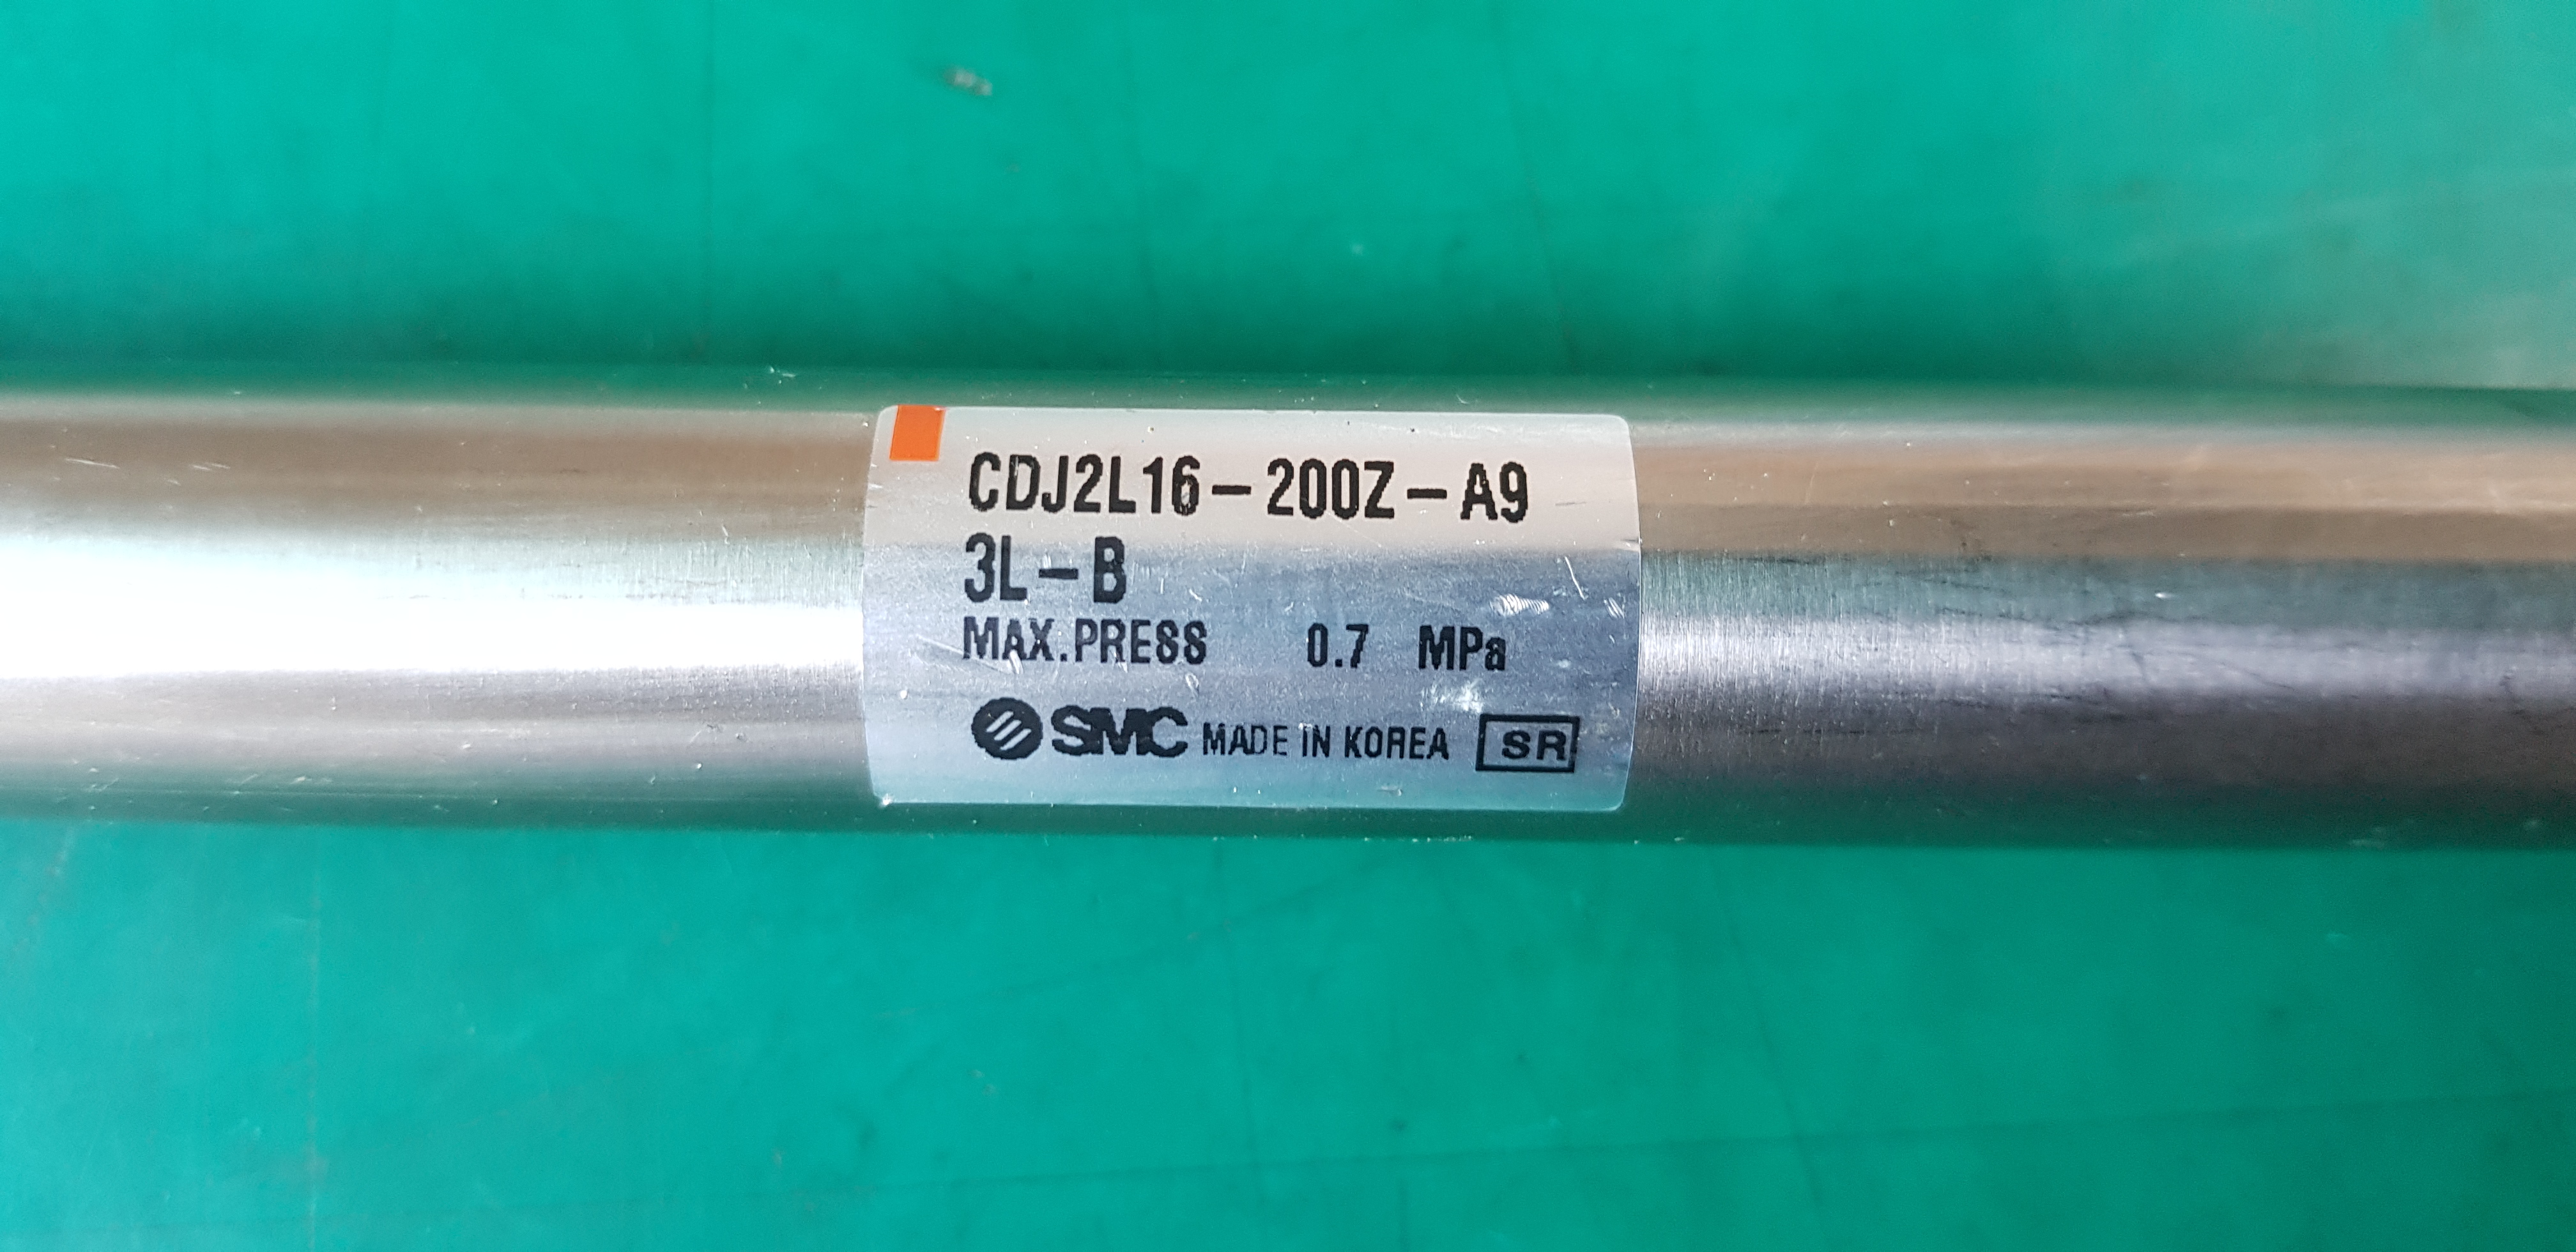 CDJ2L16-200Z-A9
3L-B
MAX.PRESS 0.7 MPa
SMC MADE IN KOREA SR